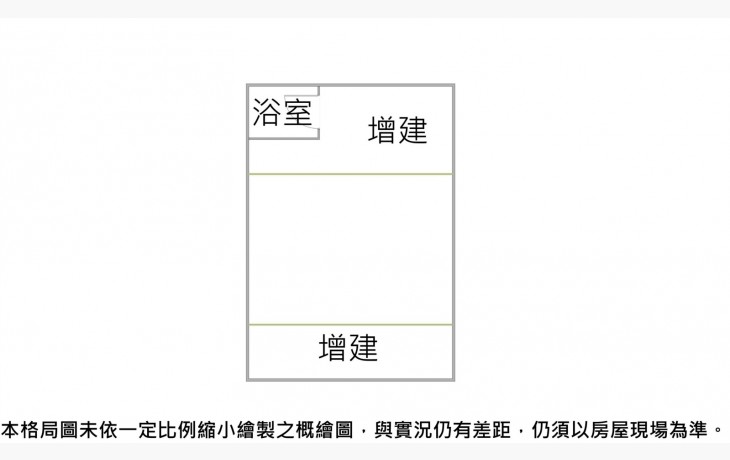 浴室
增建
增建
本格局圖未依一定比例縮小繪製之概繪圖，與實況仍有差距，仍須以房屋現場為準。